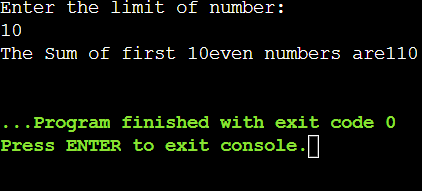 Enter the limit of number:
10
The Sum of first 10even numbers are110
...Program finished with exit code 0
Press ENTER to exit console.